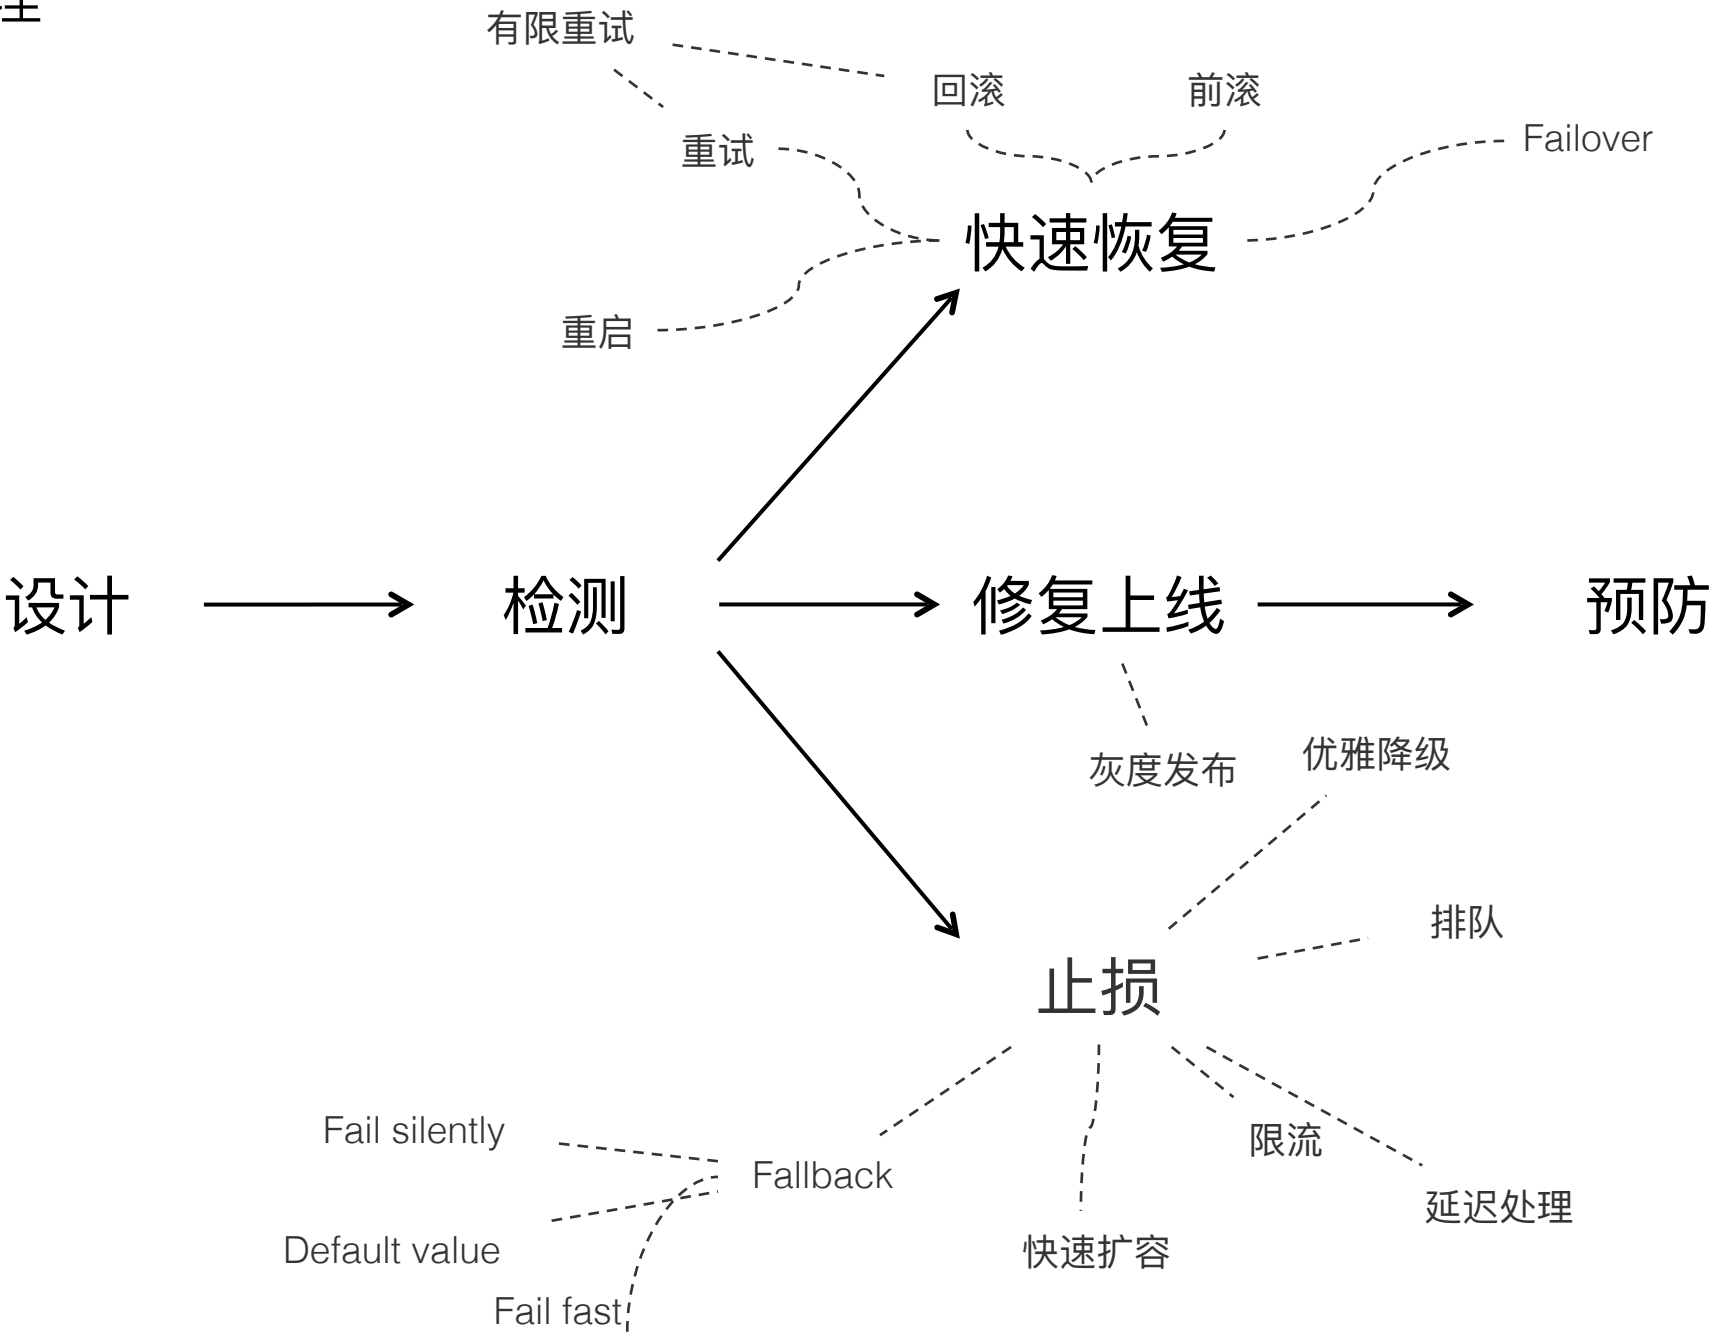 有限重试
回滚
前滚
Failover
重试
快速恢复
重启
设计
检测
修复上线
预防
灰度发布
优雅降级
排队
止损
Fail silently
Fallback
限流
延迟处理
Default value
快速扩容
Fail fast